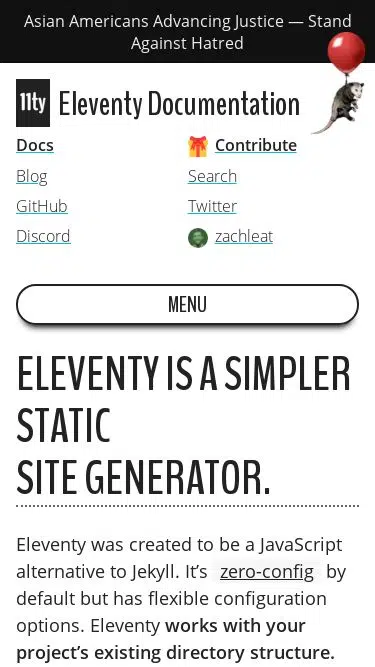 Asian Americans Advancing Justice — Stand
Against Hatred
11ty Eleventy Documentation
Docs
Contribute
Blog
Search
GitHub
Twitter
Discord
zachleat
MENU
ELEVENTY IS A SIMPLER
STATIC
SITE GENERATOR.
Eleventy was created to be a JavaScript
alternative to Jekyll. It’s zero-config by
default but has flexible configuration
options. Eleventy works with your
project’s existing directory structure.